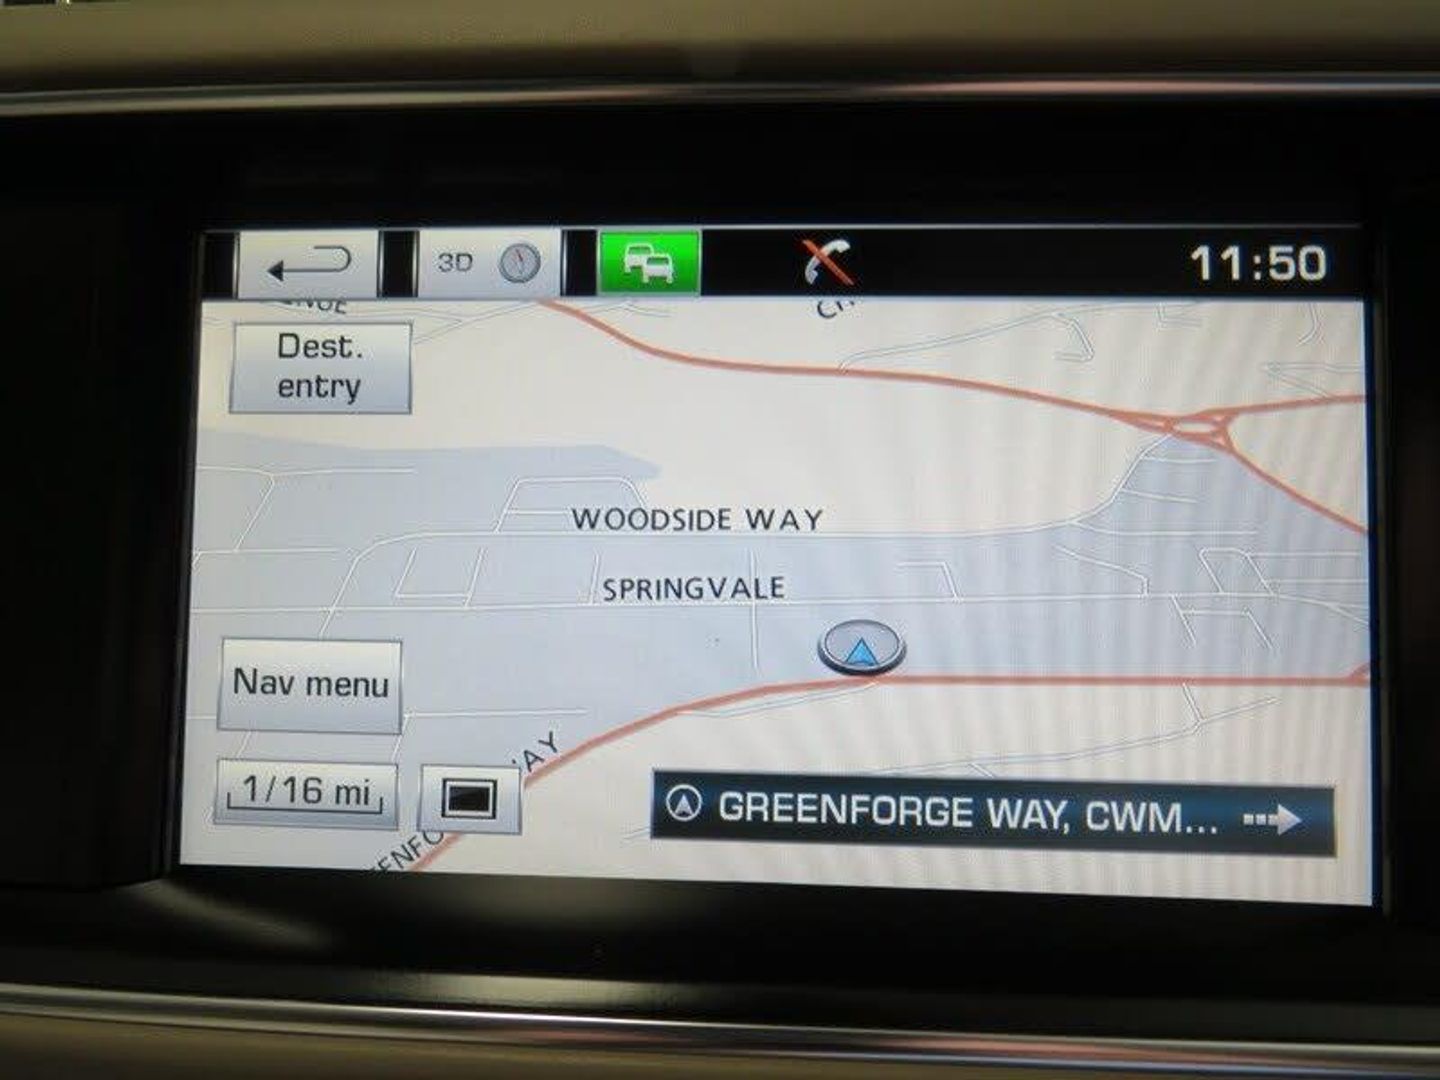 3D
11:50
Dest.
entry
WOODSIDE WAY
SPRINGVALE
Nav menu
1/16 mi
GREENFORGE WAY, CWM...